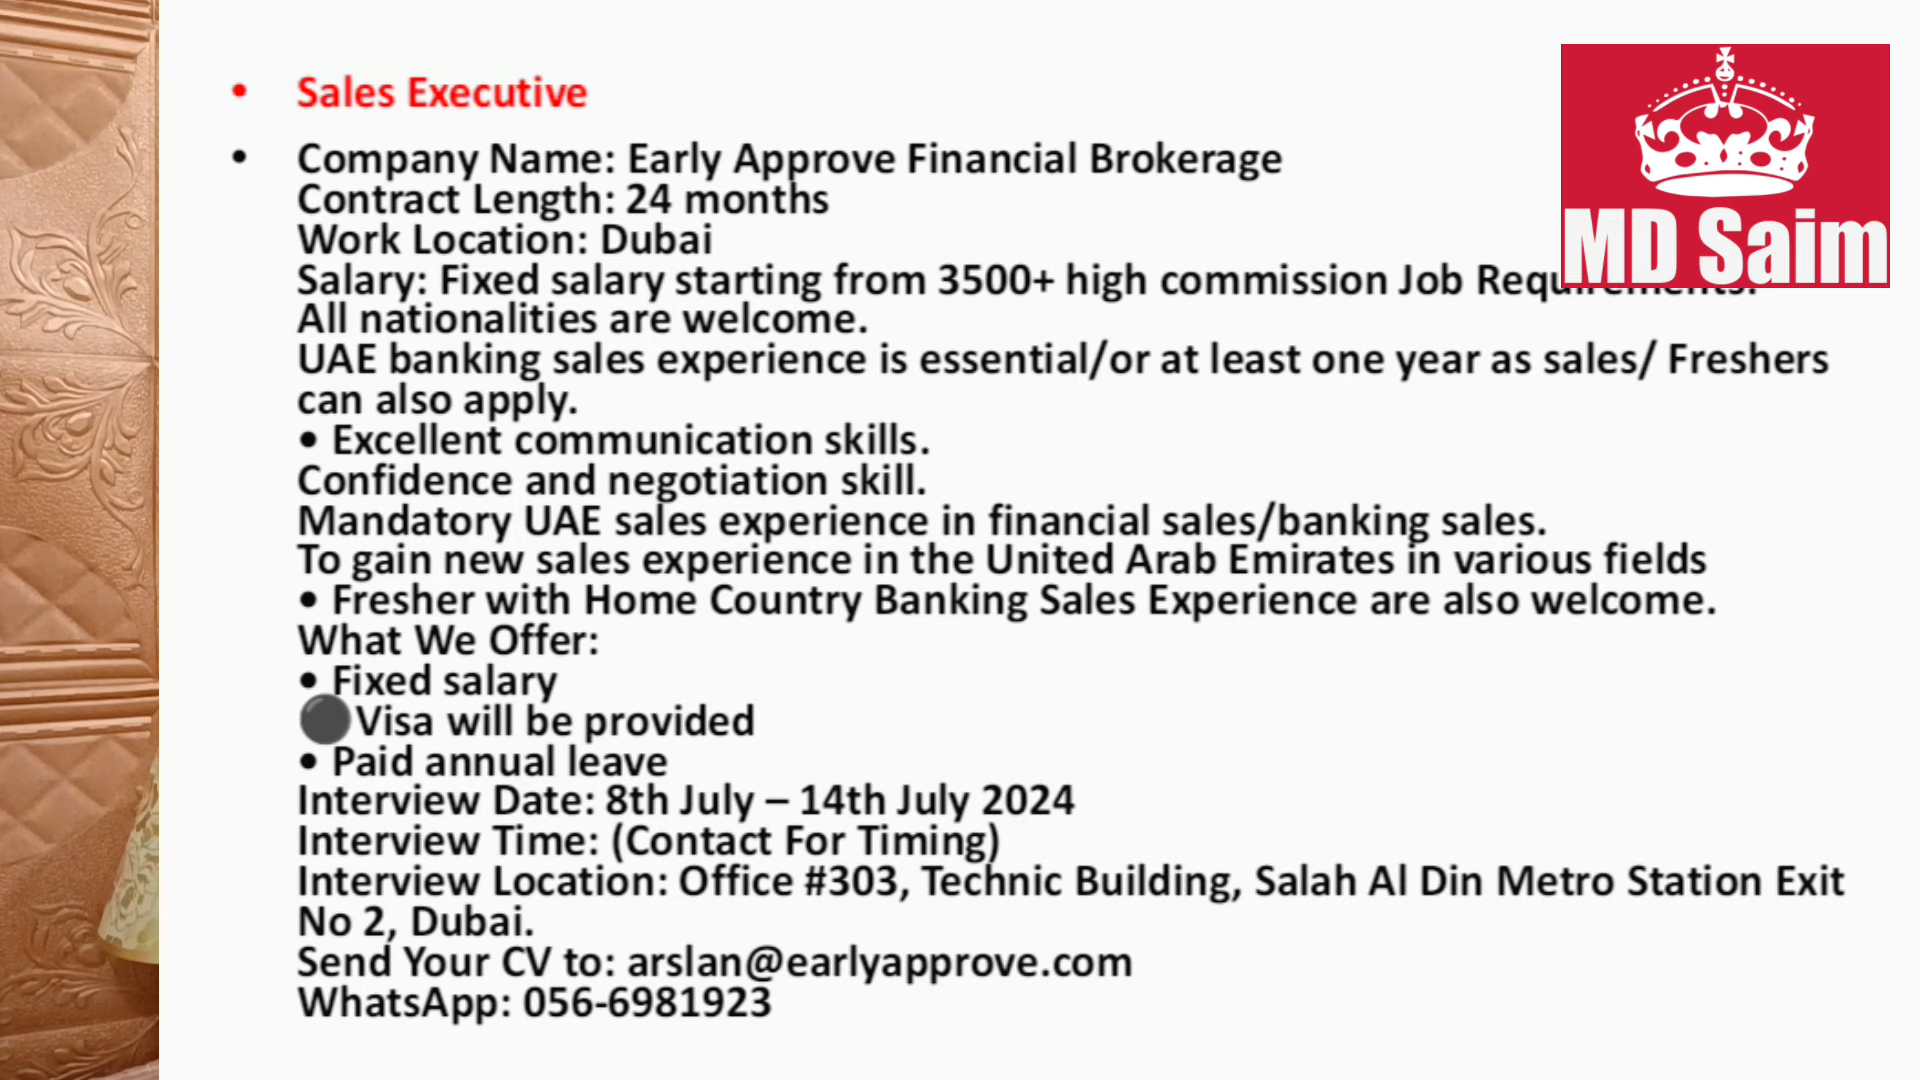 • Sales Executive
• Company Name: Early Approve Financial Brokerage
Contract Length: 24 months
Work Location: Dubai
Salary: Fixed salary starting from 3500+ high commission Job Requirements:
All nationalities are welcome.
UAE banking sales experience is essential/or at least one year as sales/ Freshers
can also apply.
• Excellent communication skills.
Confidence and negotiation skill.
Mandatory UAE sales experience in financial sales/banking sales.
To gain new sales experience in the United Arab Emirates in various fields
• Fresher with Home Country Banking Sales Experience are also welcome.
What We Offer:
• Fixed salary
⚫Visa will be provided
• Paid annual leave
Interview Date: 8th July – 14th July 2024
Interview Time: (Contact For Timing)
Interview Location: Office #303, Technic Building, Salah Al Din Metro Station Exit
No 2, Dubai.
Send Your CV to: arslan@earlyapprove.com
WhatsApp: 056-6981923
MD Saim